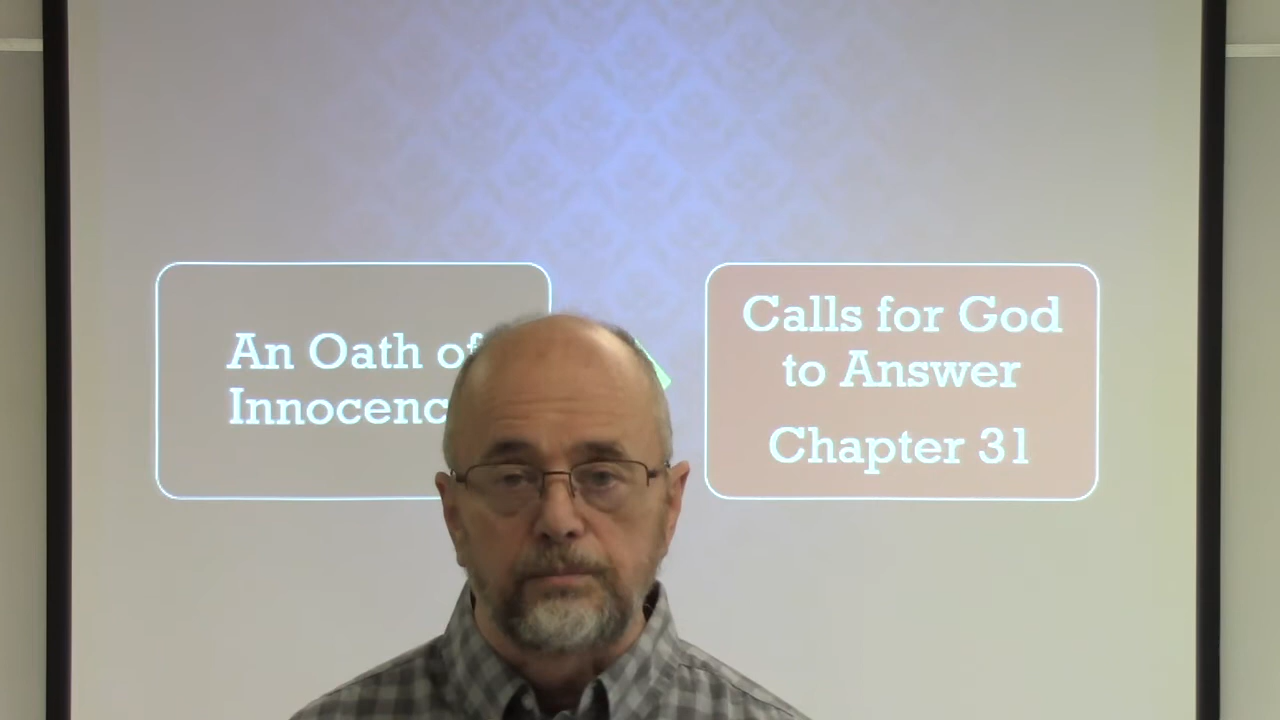 An Oath of
Innocenc
Calls for God
to Answer
Chapter 31